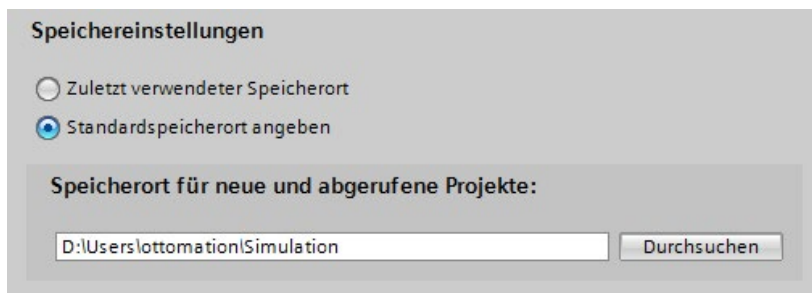 Speichereinstellungen
Zuletzt verwendeter Speicherort
Standardspeicherort angeben
Speicherort für neue und abgerufene Projekte:
D:\Users\ottomation\Simulation Durchsuchen